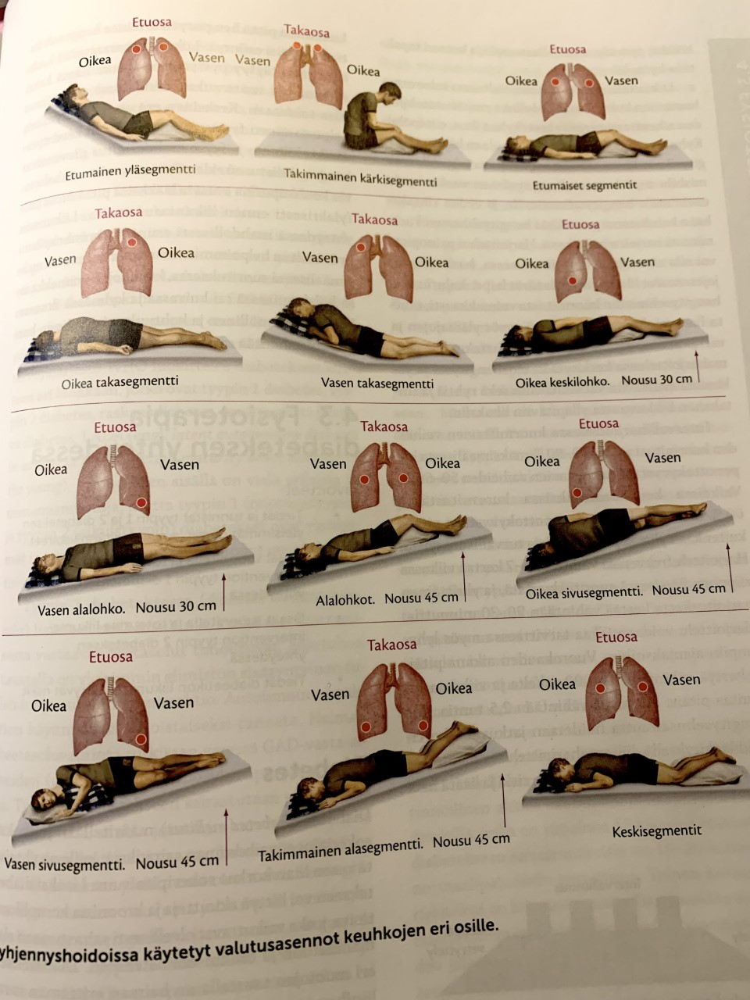 Etuosa
Oikea
Vasen
Etumainen yläsegmentti
Takaosa
Vasen
Oikea
Takimmainen kärkisegmentti
Etuosa
Oikea
Vasen
Etumaiset segmentit
Takaosa
Vasen
Oikea
Oikea takasegmentti
Takaosa
Vasen
Oikea
Vasen takasegmentti
Etuosa
Oikea
Vasen
Oikea keskilohko. Nousu 30 cm
Etuosa
Oikea
Vasen
Vasen alalohko. Nousu 30 cm
Takaosa
Vasen
Oikea
Alalohkot. Nousu 45 cm
Etuosa
Oikea
Vasen
Oikea sivusegmentti. Nousu 45 cm
Etuosa
Oikea
Vasen
Vasen sivusegmentti. Nousu 45 cm
Takaosa
Vasen
Oikea
Takimmainen alasegmentti. Nousu 45 cm
Etuosa
Oikea
Vasen
Keskisegmentit
yhjennyshoidoissa käytetyt valutusasennot keuhkojen eri osille.